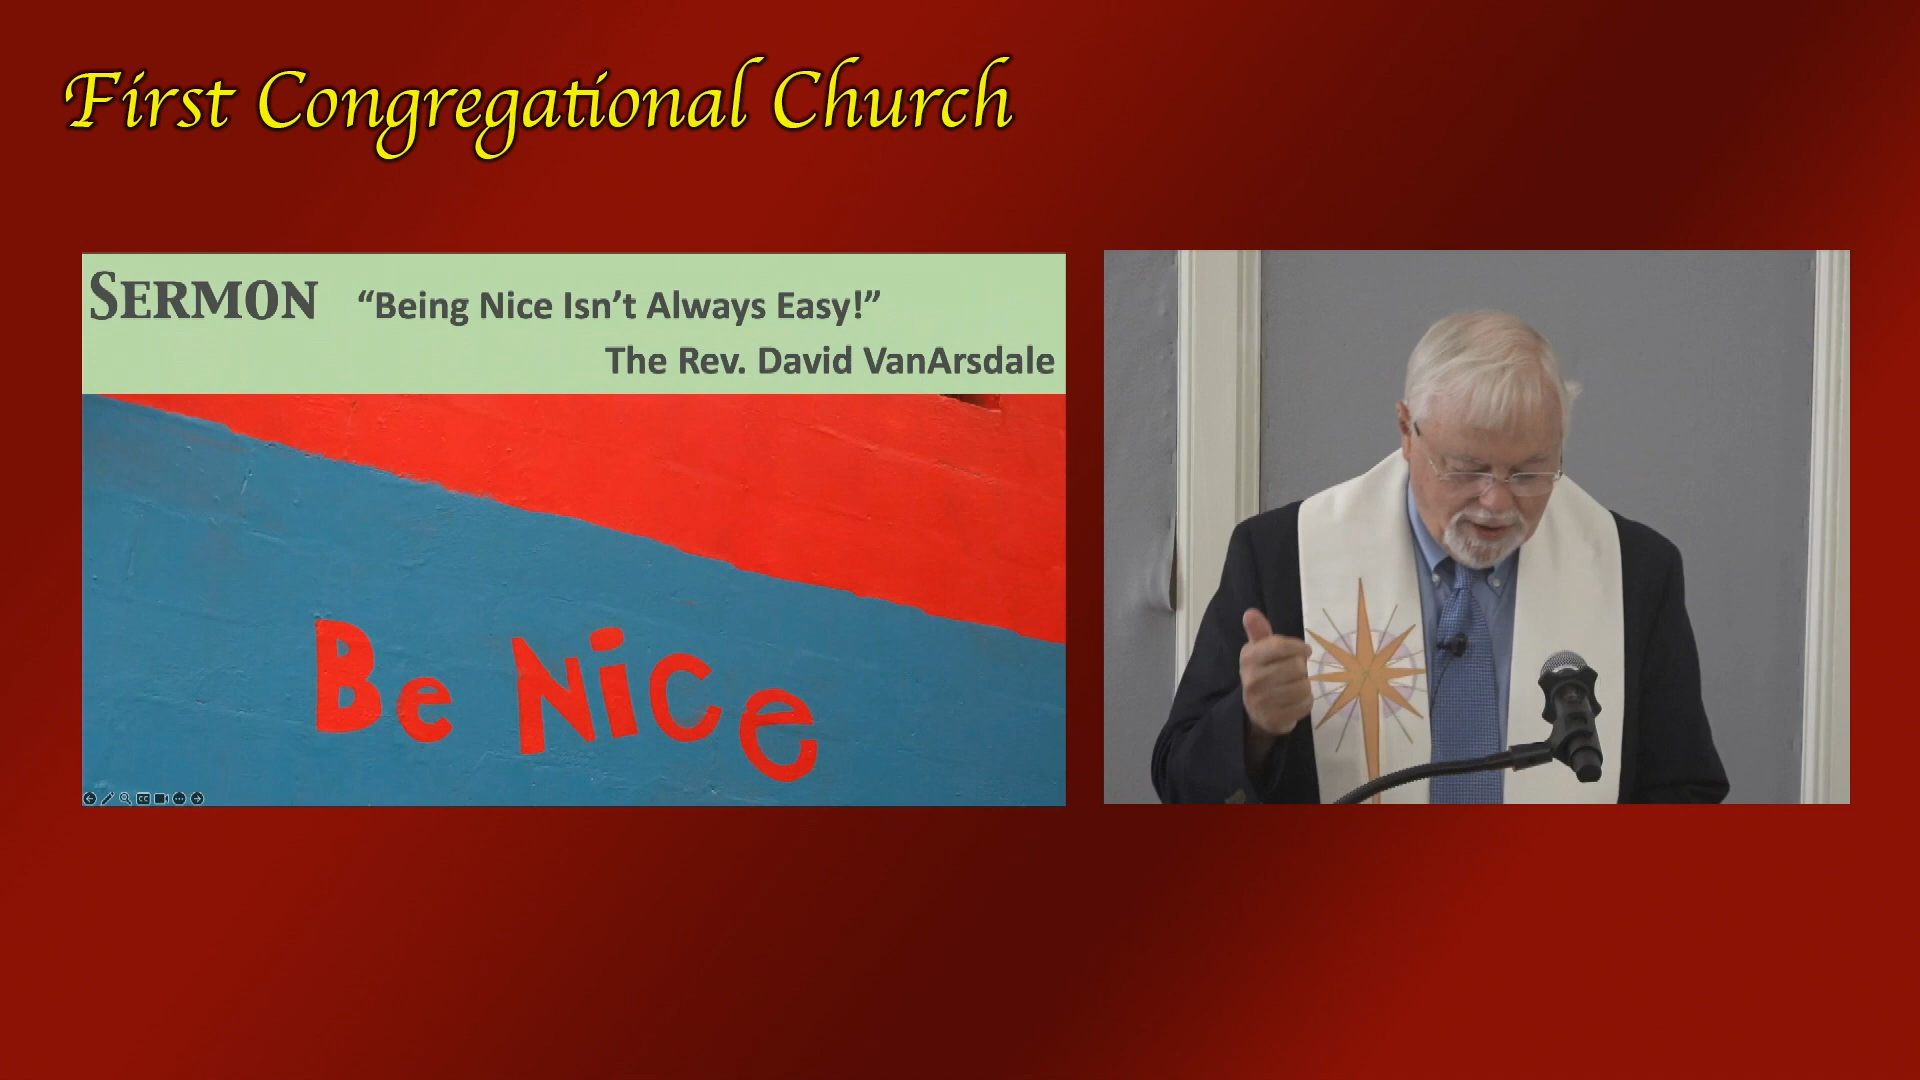 First Congregational Church
SERMON “Being Nice Isn’t Always Easy!”
The Rev. David VanArsdale
Be Nice